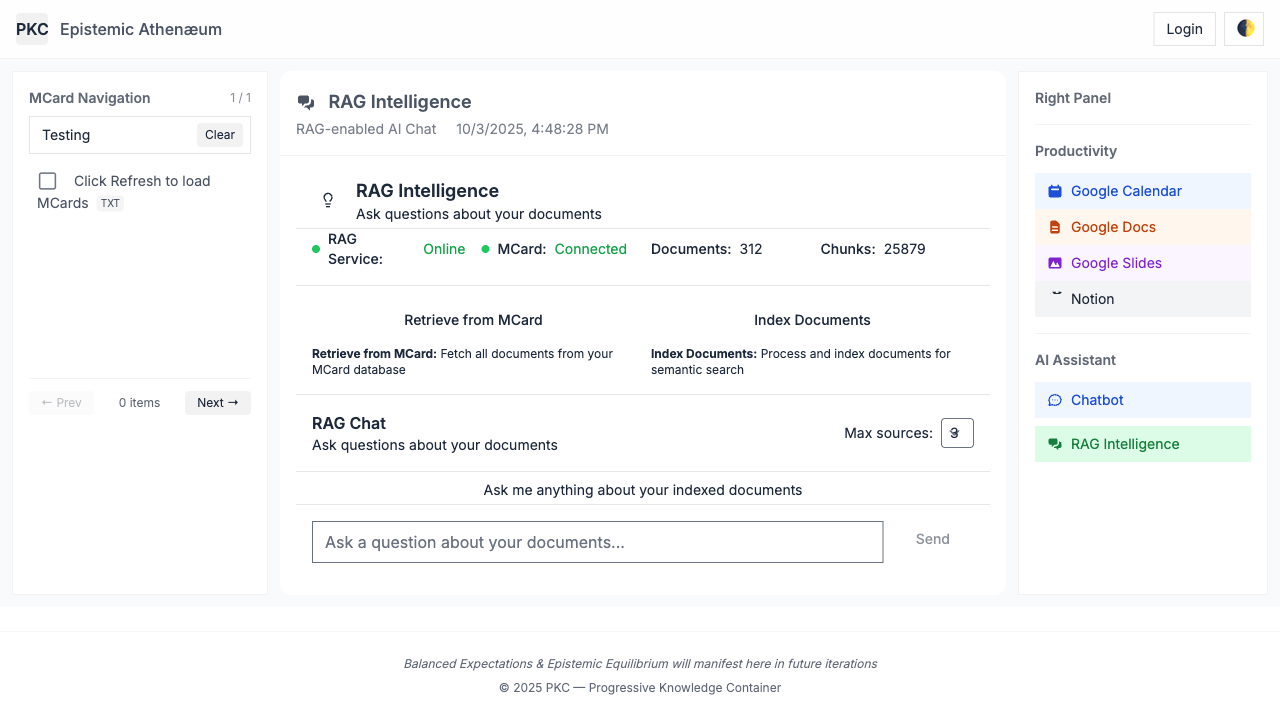 PKC Epistemic Athenæum
Login
MCard Navigation 1 / 1
Testing Clear
Click Refresh to load
MCards TXT
← Prev 0 items Next →
RAG Intelligence
RAG-enabled AI Chat 10/3/2025, 4:48:28 PM
RAG Intelligence
Ask questions about your documents
RAG
Service: Online MCard: Connected Documents: 312 Chunks: 25879
Retrieve from MCard Index Documents
Retrieve from MCard: Fetch all documents from your
MCard database
Index Documents: Process and index documents for
semantic search
RAG Chat
Ask questions about your documents
Max sources:
Ask me anything about your indexed documents
Ask a question about your documents...
Send
Right Panel
Productivity
Google Calendar
Google Docs
Google Slides
Notion
AI Assistant
Chatbot
RAG Intelligence
Balanced Expectations & Epistemic Equilibrium will manifest here in future iterations
© 2025 PKC — Progressive Knowledge Container